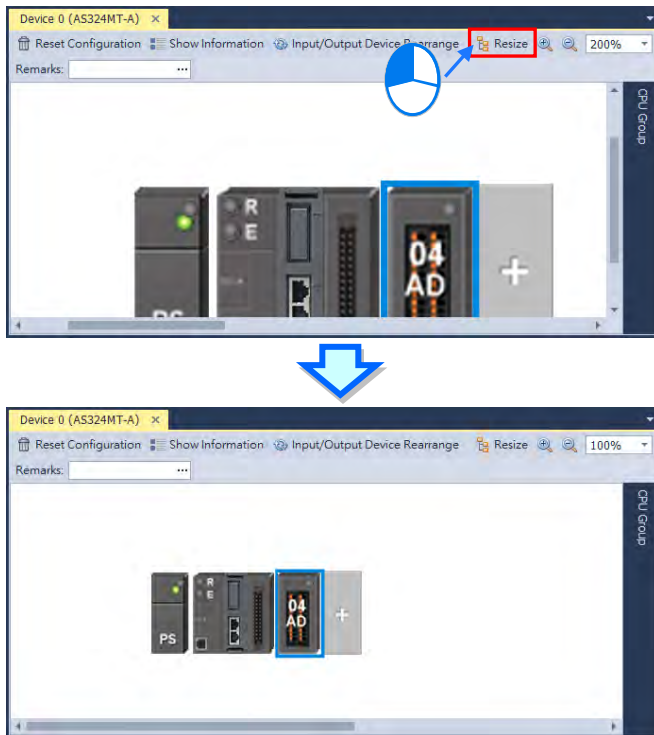 Device 0 (AS324MT-A) ×
Reset Configuration Show Information Input/Output Device Rearrange Resize 200%
Remarks: ...
CPU Group
R
E
04
AD
+
PS
Device 0 (AS324MT-A) ×
Reset Configuration Show Information Input/Output Device Rearrange Resize 100%
Remarks: ...
CPU Group
R
E
04
AD
+
PS